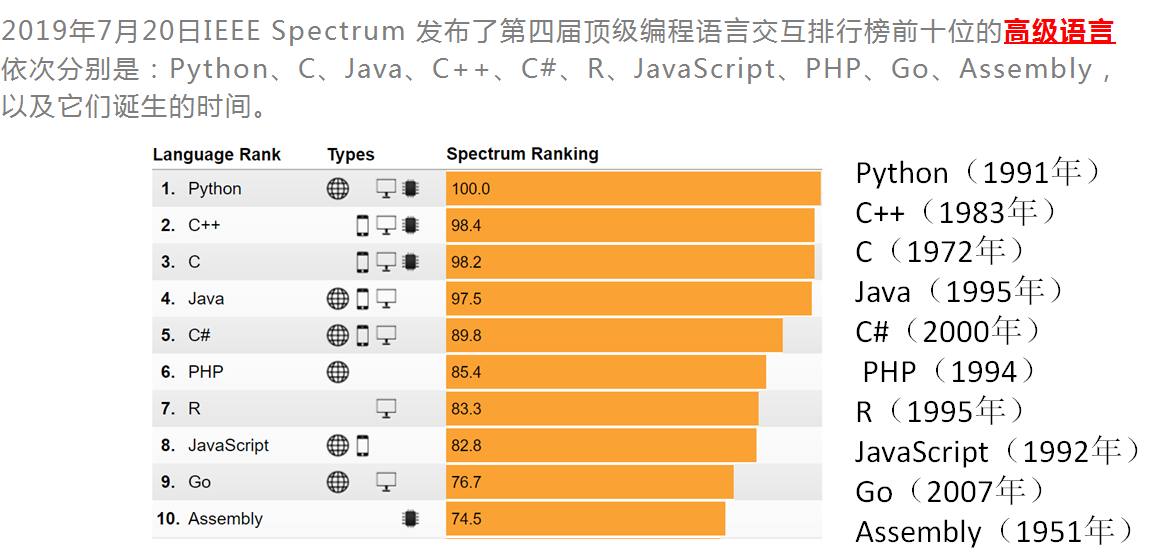 2019年7月20日IEEE Spectrum 发布了第四届顶级编程语言交互排行榜前十位的高级语言
依次分别是：Python、C、Java、C++、C#、R、JavaScript、PHP、Go、Assembly，
以及它们诞生的时间。
Language Rank Types Spectrum Ranking
1. Python 100.0
2. C++ 98.4
3. C 98.2
4. Java 97.5
5. C# 89.8
6. PHP 85.4
7. R 83.3
8. JavaScript 82.8
9. Go 76.7
10. Assembly 74.5
Python（1991年）
C++（1983年）
C（1972年）
Java（1995年）
C#（2000年）
PHP（1994）
R（1995年）
JavaScript（1992年）
Go（2007年）
Assembly（1951年）